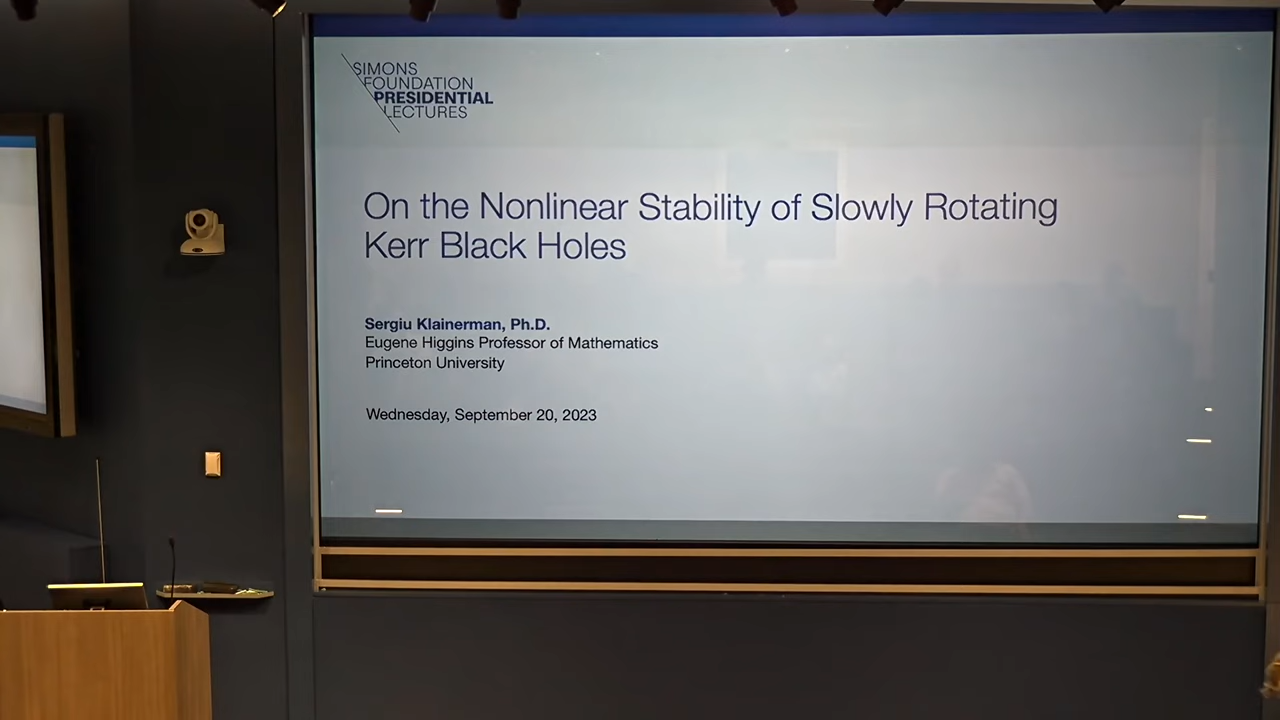 SIMONS
FOUNDATION
PRESIDENTIAL
LECTURES
On the Nonlinear Stability of Slowly Rotating
Kerr Black Holes
Sergiu Klainerman, Ph.D.
Eugene Higgins Professor of Mathematics
Princeton University
Wednesday, September 20, 2023